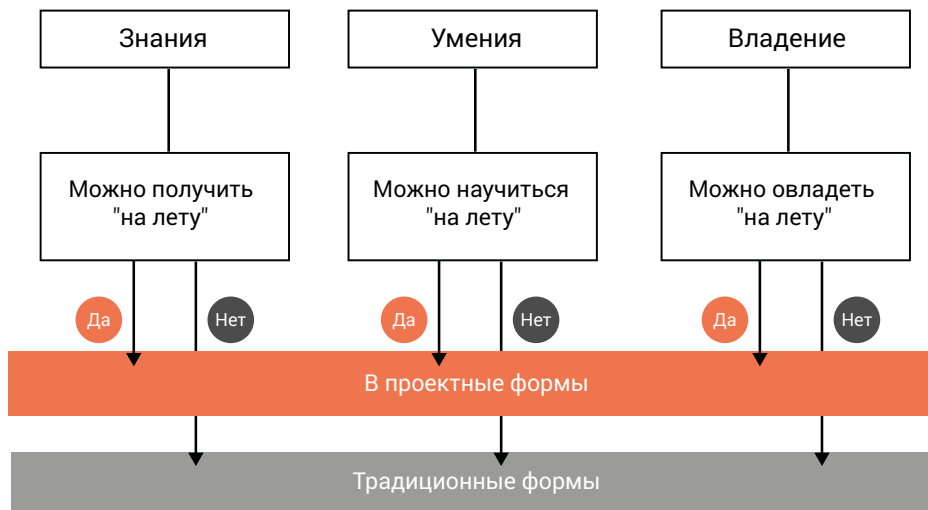 Знания
Умения
Владение
Можно получить
"на лету"
Можно научиться
"на лету"
Можно овладеть
"на лету"
Да
Нет
Да
Нет
Да
Нет
В проектные формы
Традиционные формы